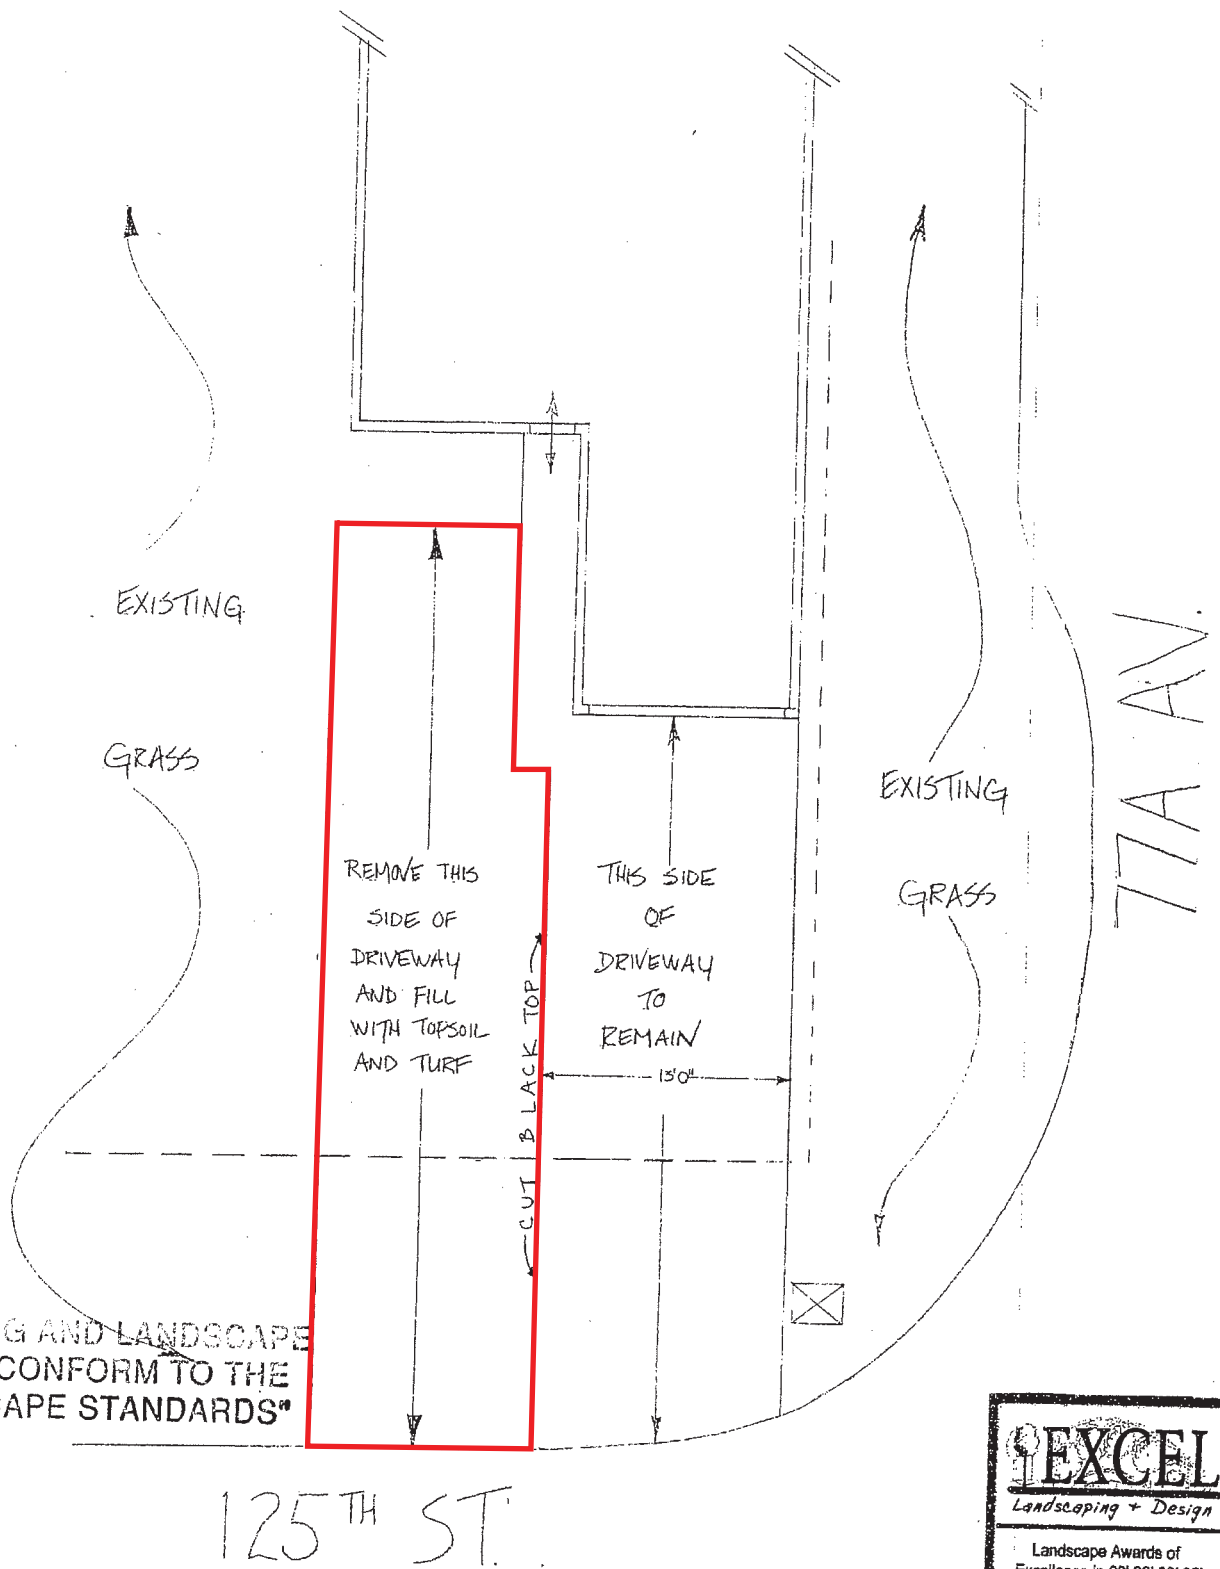 EXISTING
GRASS
REMOVE THIS
SIDE OF
DRIVEWAY
AND FILL
WITH TOPSOIL
AND TURF
CUT BLACK TOP
THIS SIDE
OF
DRIVEWAY
TO
REMAIN
13'0"
EXISTING
GRASS
77A AV.
G AND LANDSCAPE
CONFORM TO THE
APE STANDARDS"
125TH ST.
EXCEL
Landscaping + Design
Landscape Awards of